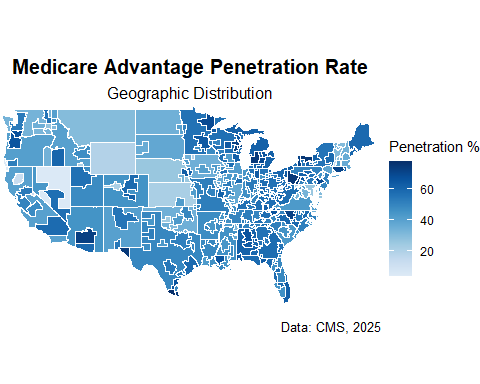 Medicare Advantage Penetration Rate
Geographic Distribution
Penetration %
60
40
20
Data: CMS, 2025